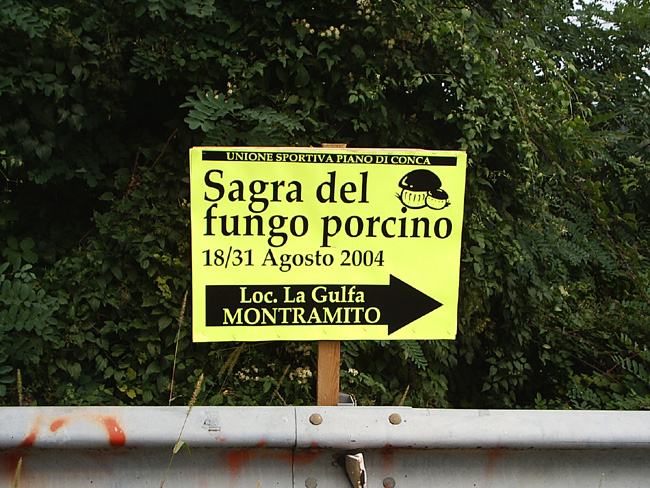 UNIONE SPORTIVA PIANO DI CONCA
Sagra del
fungo porcino
18/31 Agosto 2004
Loc. La Gulfa
MONTRAMITO